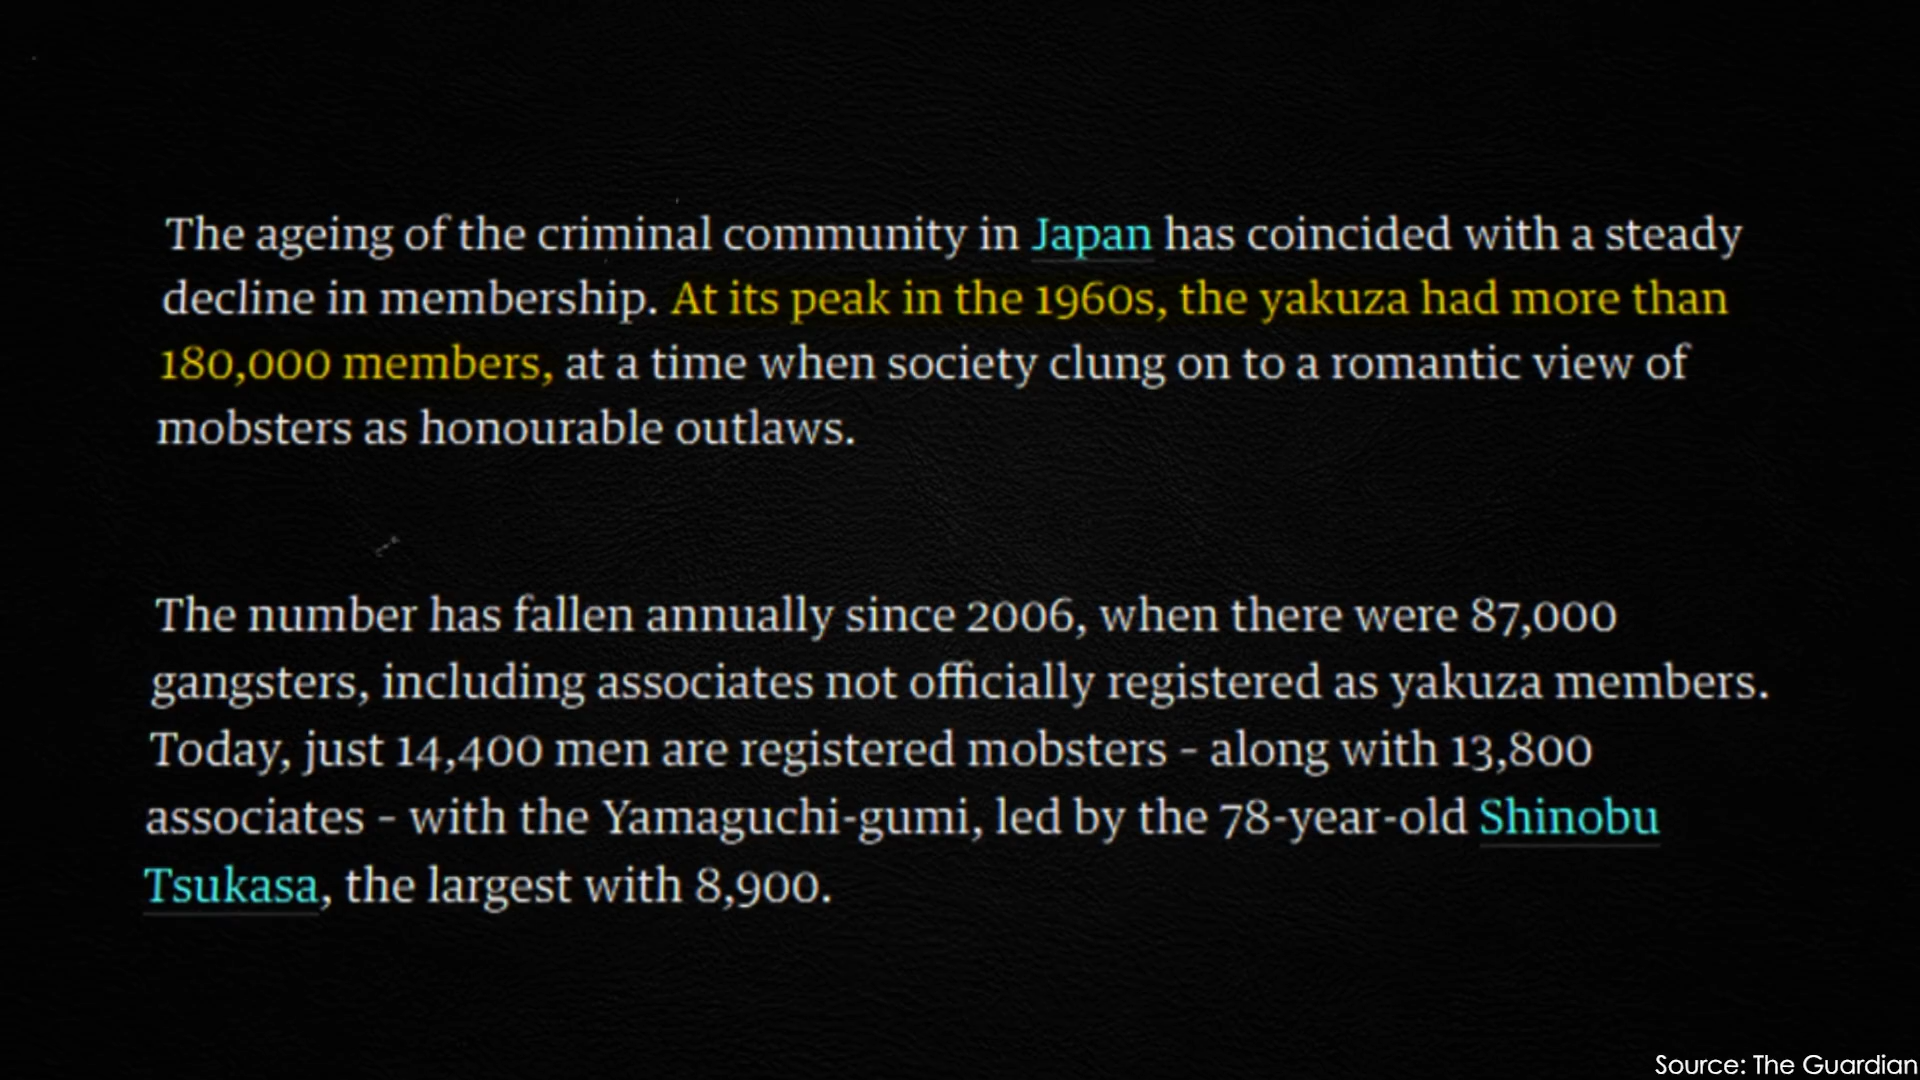 The ageing of the criminal community in Japan has coincided with a steady
decline in membership. At its peak in the 1960s, the yakuza had more than
180,000 members, at a time when society clung on to a romantic view of
mobsters as honourable outlaws.
The number has fallen annually since 2006, when there were 87,000
gangsters, including associates not officially registered as yakuza members.
Today, just 14,400 men are registered mobsters – along with 13,800
associates – with the Yamaguchi-gumi, led by the 78-year-old Shinobu
Tsukasa, the largest with 8,900.
Source: The Guardian